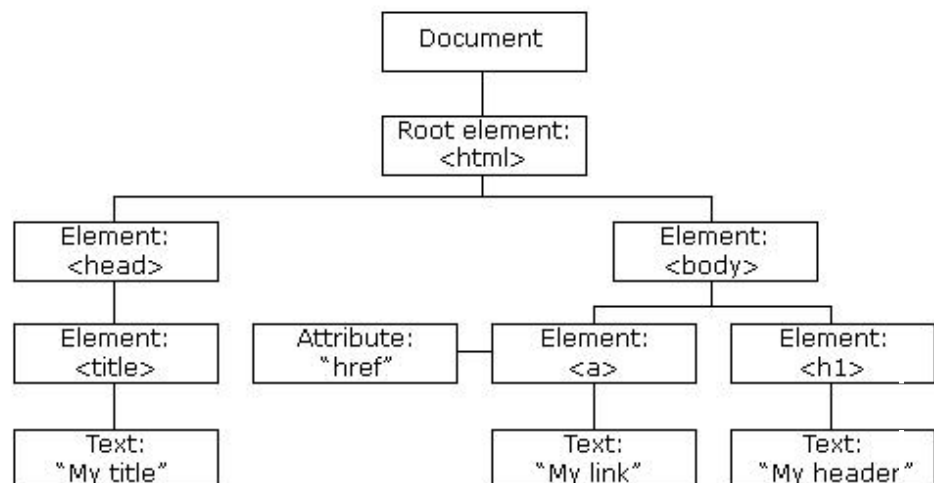 Document
Root element:
<html>
Element:
<head>
Element:
<body>
Element:
<title>
Attribute:
“href”
Element:
<a>
Element:
<h1>
Text:
“My title”
Text:
“My link”
Text:
“My header”